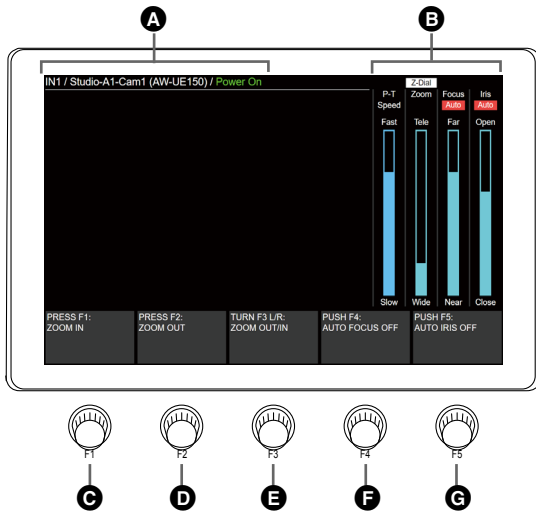 A
B
IN1 / Studio-A1-Cam1 (AW-UE150) / Power On
Z-Dial
P-T Speed
Zoom
Focus
Iris
Auto
Auto
Fast
Tele
Far
Open
Slow
Wide
Near
Close
PRESS F1:
ZOOM IN
PRESS F2:
ZOOM OUT
TURN F3 L/R:
ZOOM OUT/IN
PUSH F4:
AUTO FOCUS OFF
PUSH F5:
AUTO IRIS OFF
F1
F2
F3
F4
F5
C
D
E
F
G